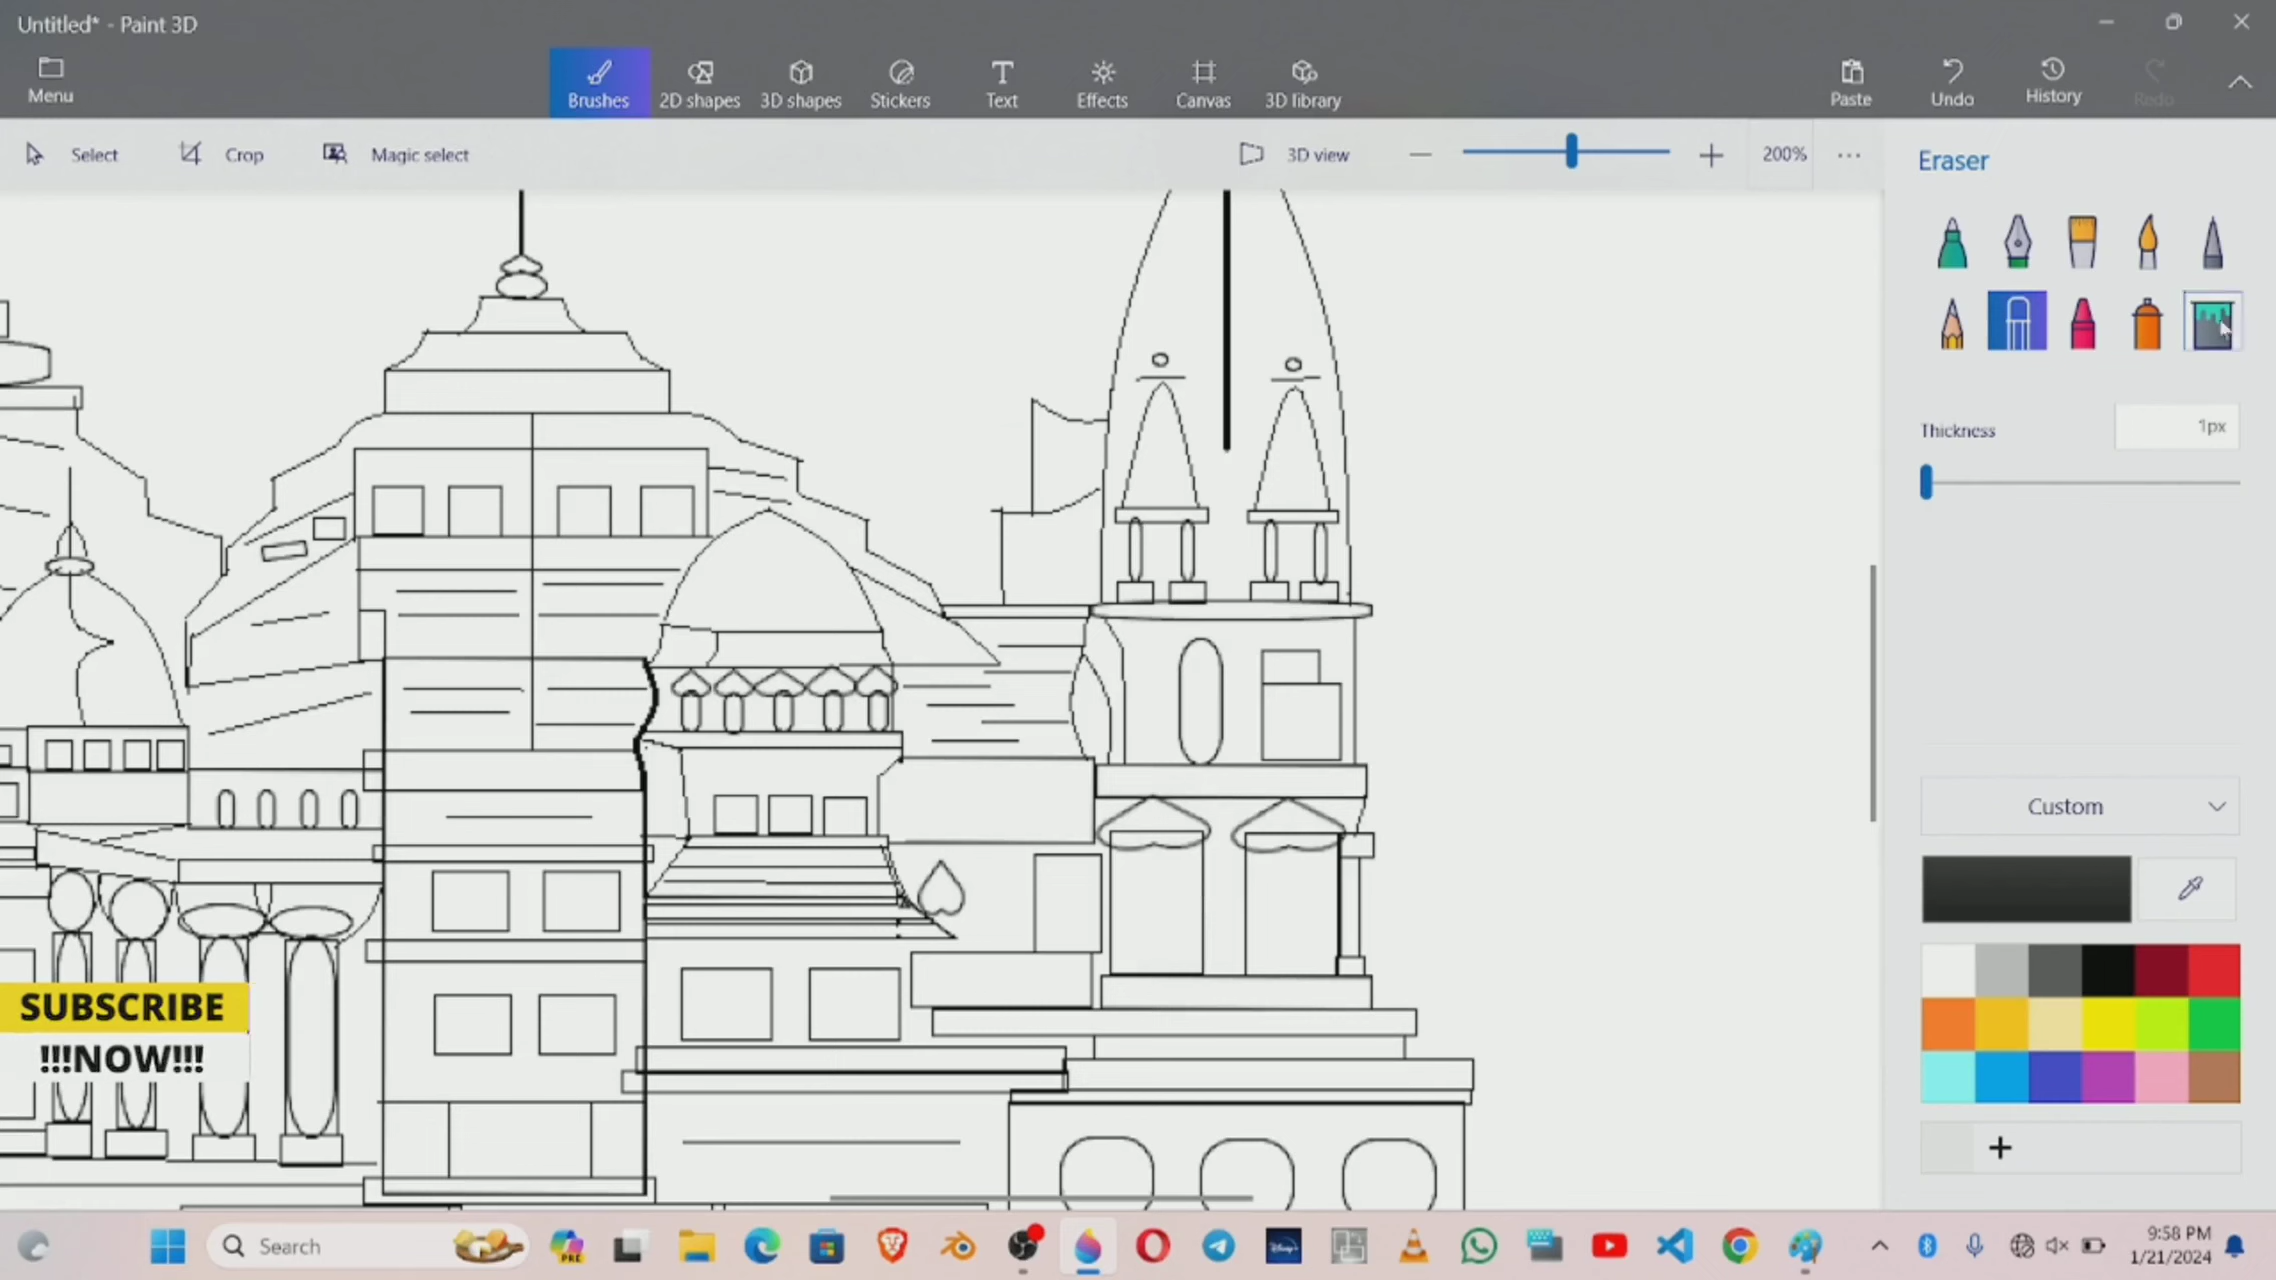 Untitled* - Paint 3D
Menu
Brushes
2D shapes
3D shapes
Stickers
Text
Effects
Canvas
3D library
Paste
Undo
History
Redo
Select
Crop
Magic select
3D view
200%
Eraser
Thickness
1px
Custom
SUBSCRIBE
!!!NOW!!!
Search
PRE
Disney+
9:58 PM
1/21/2024